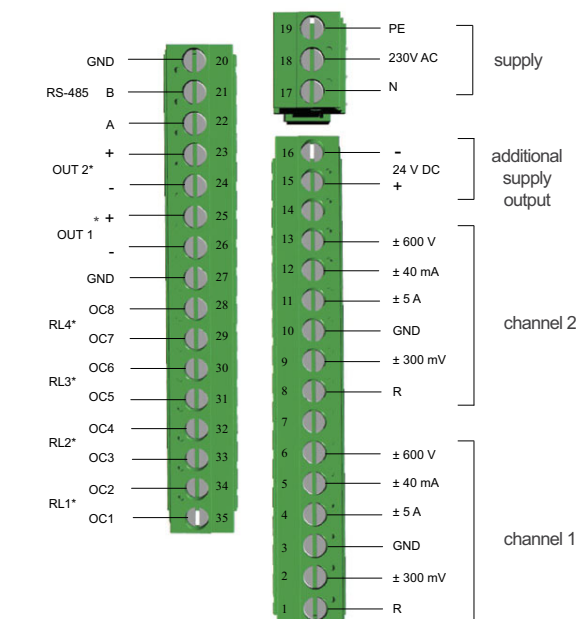 GND 20
RS-485 B 21
A 22
+ 23
OUT 2*
- 24
* + 25
OUT 1
- 26
GND 27
OC8 28
RL4*
OC7 29
OC6 30
RL3*
OC5 31
OC4 32
RL2*
OC3 33
OC2 34
RL1*
OC1 35
19 PE
18 230V AC
supply
17 N
16 -
24 V DC
15 +
additional
supply
output
14
13 ± 600 V
12 ± 40 mA
11 ± 5 A
channel 2
10 GND
9 ± 300 mV
8 R
7
6 ± 600 V
5 ± 40 mA
4 ± 5 A
channel 1
3 GND
2 ± 300 mV
1 R